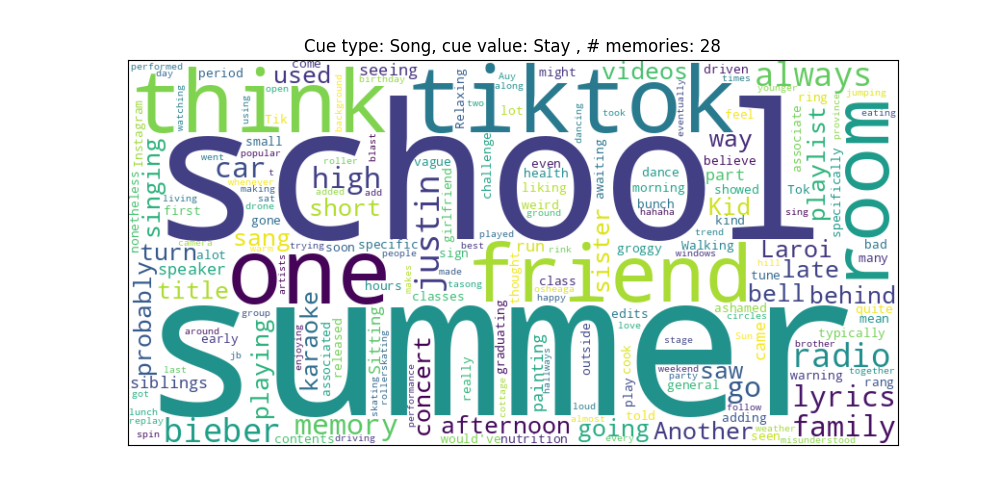 Cue type: Song, cue value: Stay , # memories: 28
performed come seeing Auy might videos driven always
day period used along times younger
think tiktok
watching using open birthday background Tik Relaxing two lot took eventually feel ring jumping eating
Instagram nonetheless singing small dancing way associate playlist province specifically room
popular went t blast vague challenge even dance believe
car roller health awaiting morning part showed Tok
school
living whenever high added add liking bunch Kid
making sat short girlfriend weird hahaha kind sing
first drone gone justin ground sister trend
sang played
turn camera artists trying soon specific sign best run rink groggy Walking Laroi bad many
alot people windows
one friend
speaker warm hours made class thought hill tune late
probably title makes classes tasong osheaga happy edits ashamed bell behind
group karaoke released Sitting graduating outside love circles came quite mean
around early jb enjoying associated really painting hallways stage Sun typically
summer
siblings playing concert cottage play cook saw weekend general brother radio together
last skating rollerskating performance party go warning rang
got lunch replay memory afternoon loud almost told adding follow weather lyrics
spin bieber contents driving would've nutrition going every Another seen misunderstood family